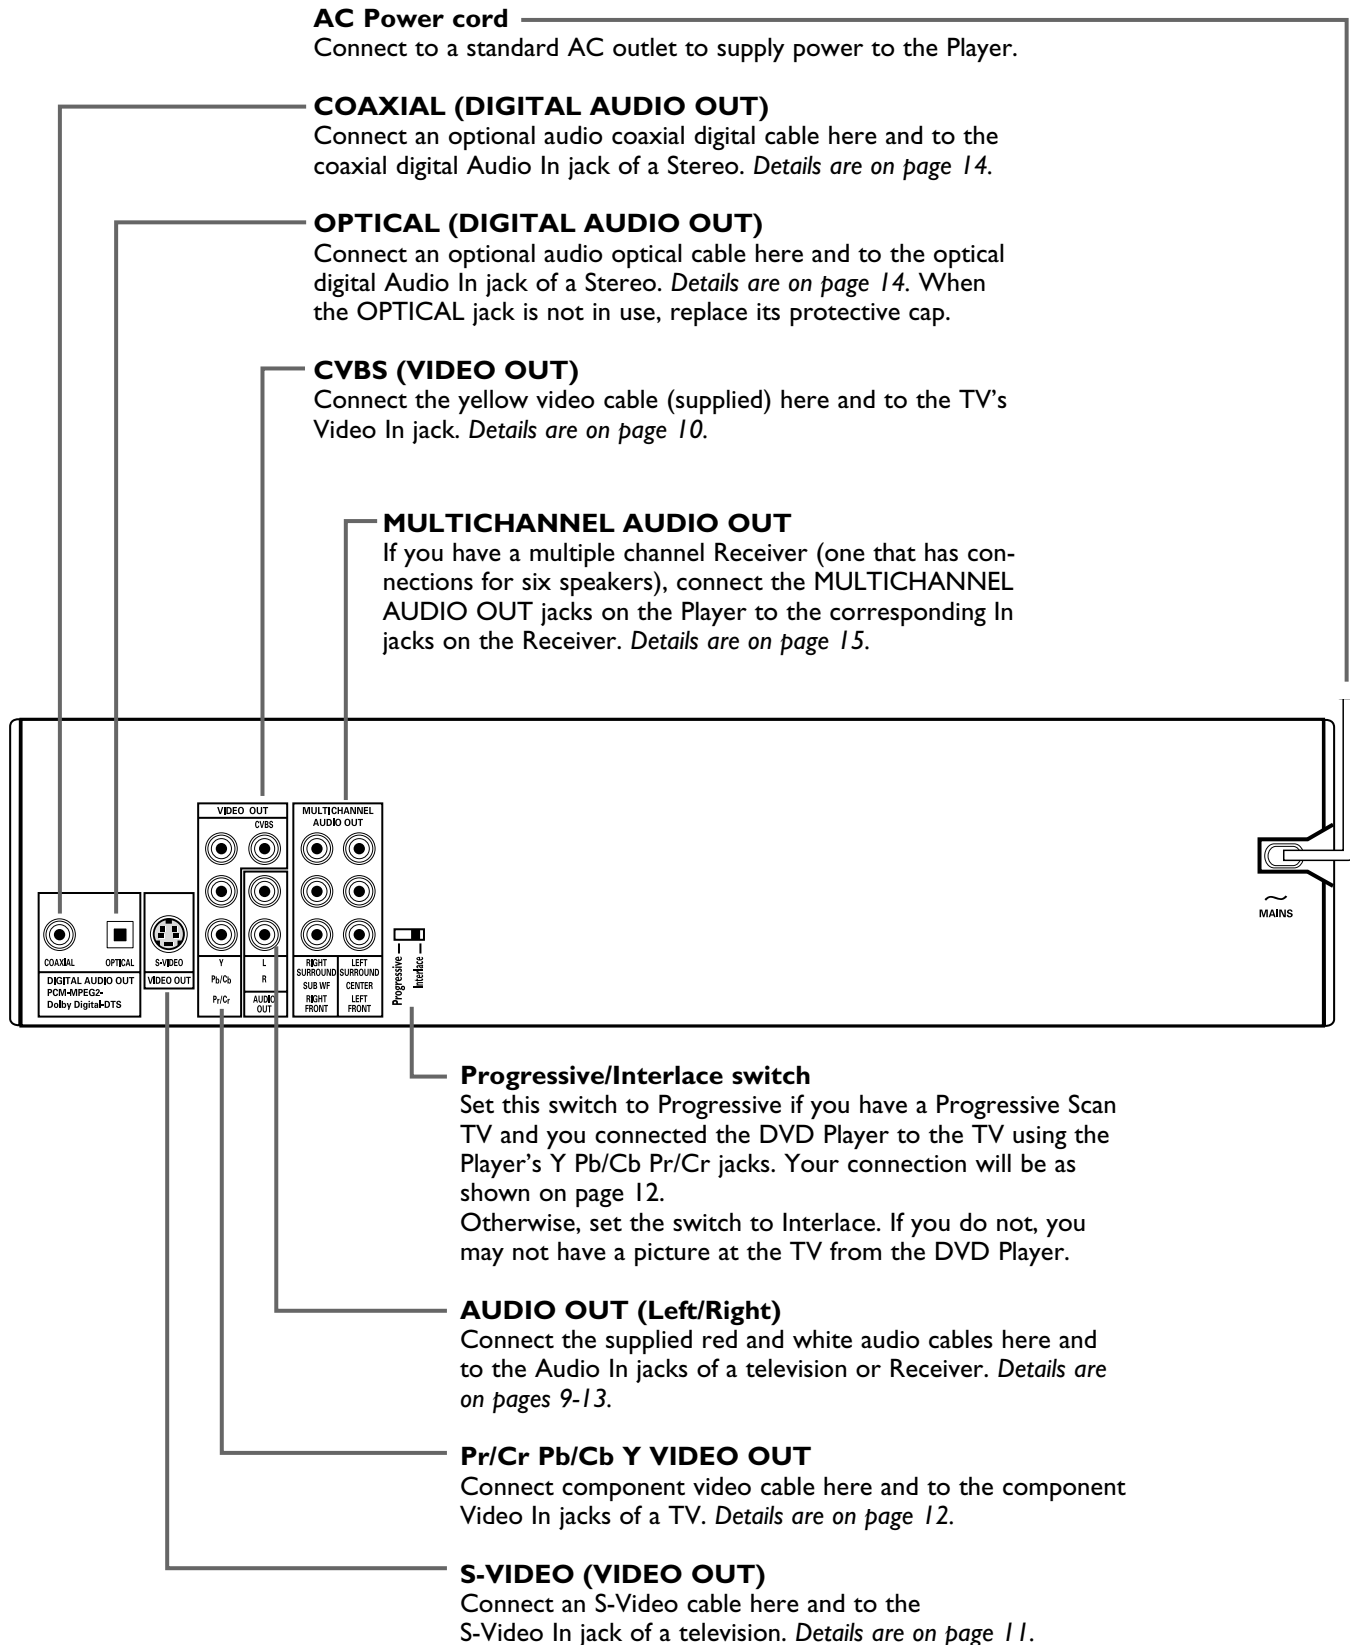 AC Power cord
Connect to a standard AC outlet to supply power to the Player.
COAXIAL (DIGITAL AUDIO OUT)
Connect an optional audio coaxial digital cable here and to the
coaxial digital Audio In jack of a Stereo. Details are on page 14.
OPTICAL (DIGITAL AUDIO OUT)
Connect an optional audio optical cable here and to the optical
digital Audio In jack of a Stereo. Details are on page 14. When
the OPTICAL jack is not in use, replace its protective cap.
CVBS (VIDEO OUT)
Connect the yellow video cable (supplied) here and to the TV's
Video In jack. Details are on page 10.
MULTICHANNEL AUDIO OUT
If you have a multiple channel Receiver (one that has con-
nections for six speakers), connect the MULTICHANNEL
AUDIO OUT jacks on the Player to the corresponding In
jacks on the Receiver. Details are on page 15.
VIDEO OUT
CVBS
MULTICHANNEL
AUDIO OUT
COAXIAL
OPTICAL
DIGITAL AUDIO OUT
PCM-MPEG2-
Dolby Digital-DTS
S-VIDEO
VIDEO OUT
Y
Pb/Cb
Pr/Cr
L
R
AUDIO
OUT
RIGHT
SURROUND
SUB WF
RIGHT
FRONT
LEFT
SURROUND
CENTER
LEFT
FRONT
Progressive
Interlace
~
MAINS
Progressive/Interlace switch
Set this switch to Progressive if you have a Progressive Scan
TV and you connected the DVD Player to the TV using the
Player's Y Pb/Cb Pr/Cr jacks. Your connection will be as
shown on page 12.
Otherwise, set the switch to Interlace. If you do not, you
may not have a picture at the TV from the DVD Player.
AUDIO OUT (Left/Right)
Connect the supplied red and white audio cables here and
to the Audio In jacks of a television or Receiver. Details are
on pages 9-13.
Pr/Cr Pb/Cb Y VIDEO OUT
Connect component video cable here and to the component
Video In jacks of a TV. Details are on page 12.
S-VIDEO (VIDEO OUT)
Connect an S-Video cable here and to the
S-Video In jack of a television. Details are on page 11.